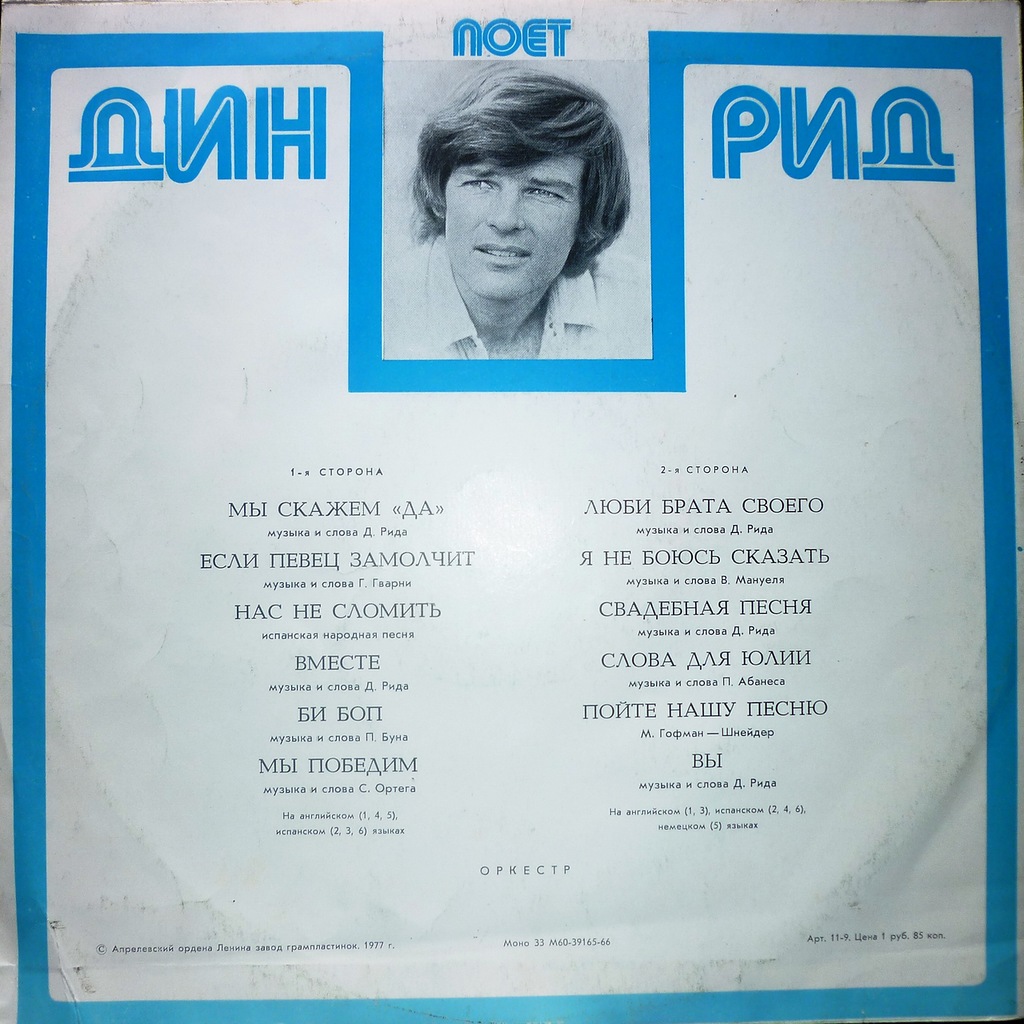 ПОЕТ
ДИН РИД
1-я СТОРОНА
МЫ СКАЖЕМ «ДА»
музыка и слова Д. Рида
ЕСЛИ ПЕВЕЦ ЗАМОЛЧИТ
музыка и слова Г. Гварни
НАС НЕ СЛОМИТЬ
испанская народная песня
ВМЕСТЕ
музыка и слова Д. Рида
БИ БОП
музыка и слова П. Буна
МЫ ПОБЕДИМ
музыка и слова С. Ортега
На английском (1, 4, 5),
испанском (2, 3, 6) языках
2-я СТОРОНА
ЛЮБИ БРАТА СВОЕГО
музыка и слова Д. Рида
Я НЕ БОЮСЬ СКАЗАТЬ
музыка и слова В. Мануеля
СВАДЕБНАЯ ПЕСНЯ
музыка и слова Д. Рида
СЛОВА ДЛЯ ЮЛИИ
музыка и слова П. Абанеса
ПОЙТЕ НАШУ ПЕСНЮ
М. Гофман — Шнейдер
ВЫ
музыка и слова Д. Рида
На английском (1, 3), испанском (2, 4, 6),
немецком (5) языках
ОРКЕСТР
© Апрелевский ордена Ленина завод грампластинок. 1977 г.
Моно 33 М60-39165-66
Арт. 11-9. Цена 1 руб. 85 коп.